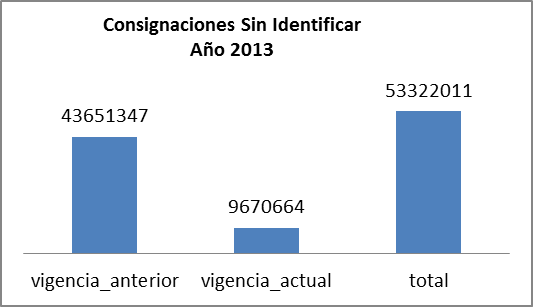 Consignaciones Sin Identificar
Año 2013
43651347
9670664
53322011
vigencia_anterior
vigencia_actual
total